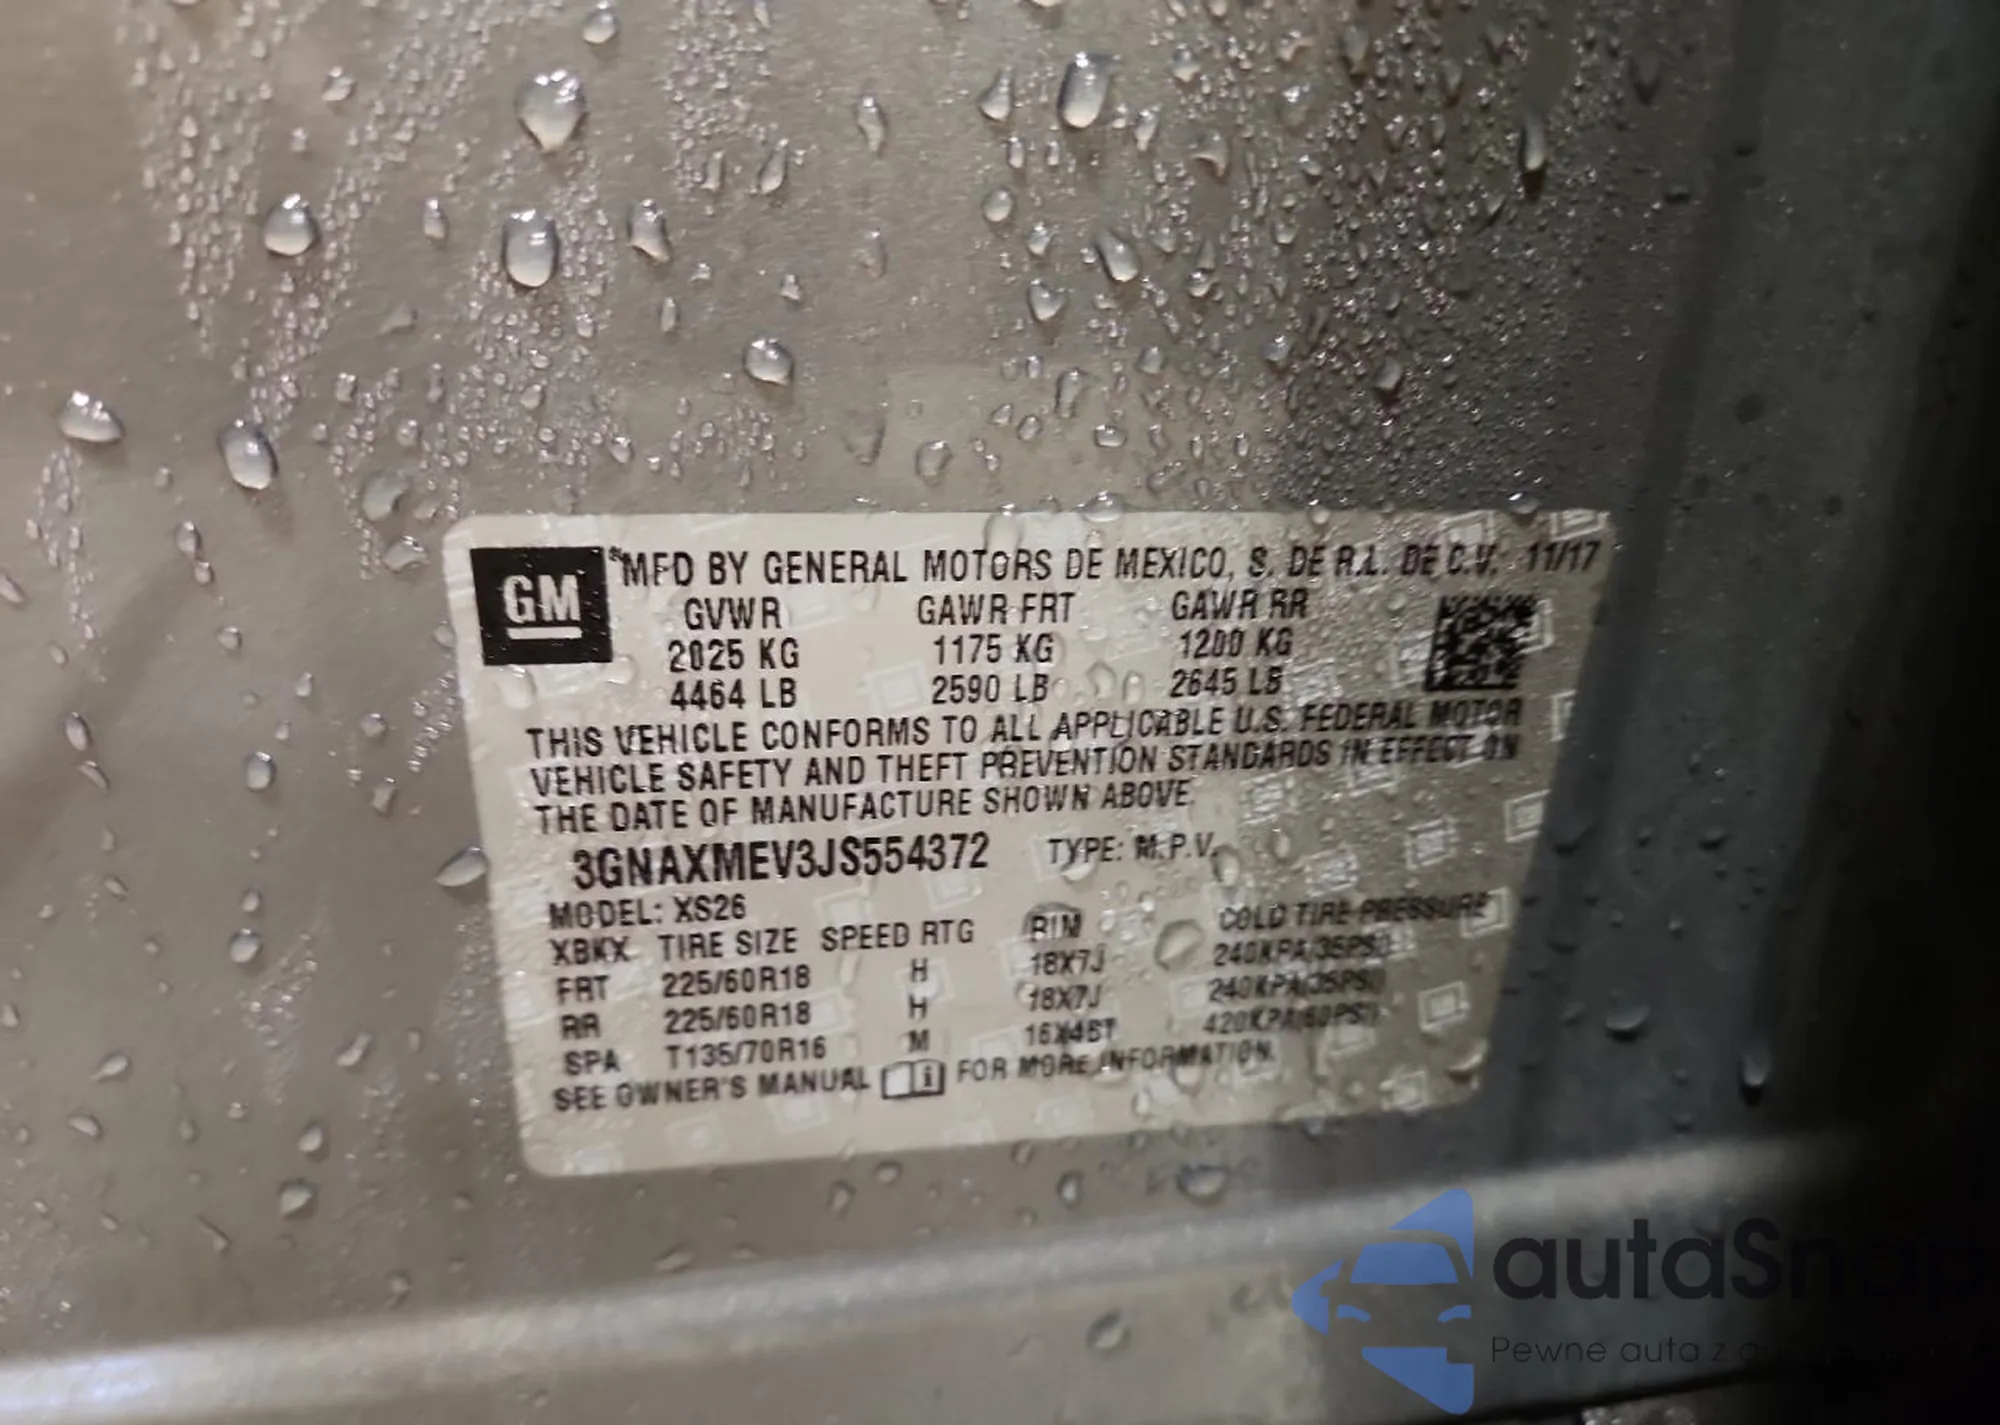 GM
MFD BY GENERAL MOTORS DE MEXICO, S. DE R.L. DE C.V. 11/17
GVWR GAWR FRT GAWR RR
2025 KG 1175 KG 1200 KG
4464 LB 2590 LB 2645 LB
THIS VEHICLE CONFORMS TO ALL APPLICABLE U.S. FEDERAL MOTOR
VEHICLE SAFETY AND THEFT PREVENTION STANDARDS IN EFFECT ON
THE DATE OF MANUFACTURE SHOWN ABOVE.
3GNAXMEV3JS554372 TYPE: M.P.V.
MODEL: XS26
XBKX TIRE SIZE SPEED RTG RIM COLD TIRE PRESSURE
FRT 225/60R18 H 18X7J 240KPA(35PSI)
RR 225/60R18 H 18X7J 240KPA(35PSI)
SPA T135/70R16 M 16X4BT 420KPA(60PSI)
SEE OWNER'S MANUAL FOR MORE INFORMATION.
autaSnap
Pewne auta z